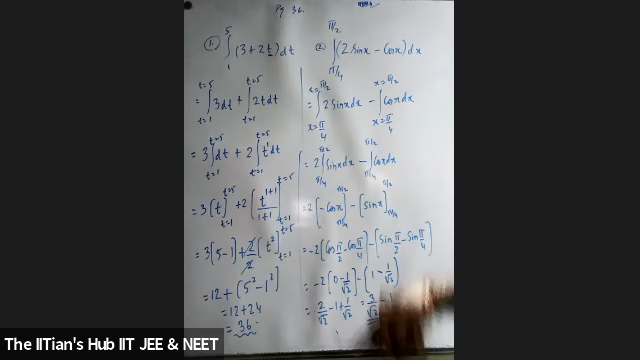 Pg 36.
① ∫₁⁵ (3 + 2t) dt
= ∫_{t=1}^{t=5} 3dt + ∫_{t=1}^{t=5} 2t dt
= 3 ∫_{t=1}^{t=5} dt + 2 ∫_{t=1}^{t=5} t¹ dt
= 3 [t]_{t=1}^{t=5} + 2 [t^{1+1}/1+1]_{t=1}^{t=5}
= 3[5-1] + 2/2 [t²]_{t=1}^{t=5}
= 12 + (5² - 1²)
= 12 + 24
= 36
② ∫_{π/4}^{π/2} (2 sinx - cosx) dx
= ∫_{x=π/4}^{x=π/2} 2 sinx dx - ∫_{x=π/4}^{x=π/2} cosx dx
= 2 ∫_{π/4}^{π/2} sinx dx - ∫_{π/4}^{π/2} cosx dx
= 2 [-cosx]_{π/4}^{π/2} - [sinx]_{π/4}^{π/2}
= -2 [cos π/2 - cos π/4] - [sin π/2 - sin π/4]
= -2 [0 - 1/√2] - [1 - 1/√2]
= 2/√2 - 1 + 1/√2 = 3/√2 - 1
The IITian's Hub IIT JEE & NEET